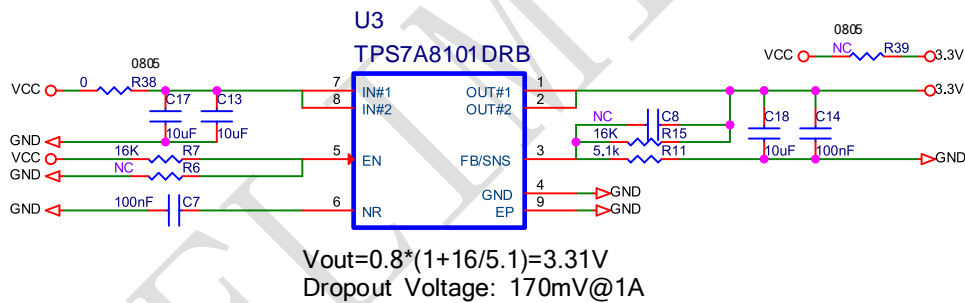 U3
TPS7A8101DRB
0805
VCC NC R39 3.3V
0805
VCC 0 R38 7 IN#1 OUT#1 1 3.3V
8 IN#2 OUT#2 2
C17 C13 NC C8 C18 C14
GND 10uF 10uF 16K R15 10uF 100nF
VCC 16K R7 5 EN FB/SNS 3 5.1k R11 GND
GND NC R6
GND 4 GND
GND 100nF C7 6 NR EP 9 GND
Vout=0.8*(1+16/5.1)=3.31V
Dropout Voltage: 170mV@1A